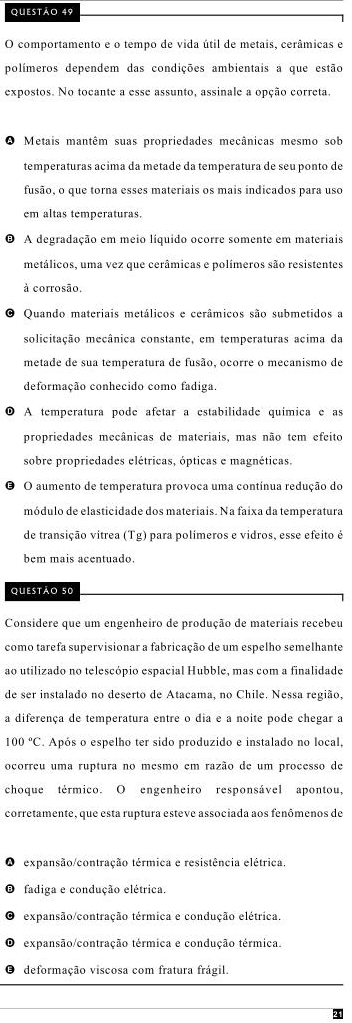 QUESTÃO 49
O comportamento e o tempo de vida útil de metais, cerâmicas e
polímeros dependem das condições ambientais a que estão
expostos. No tocante a esse assunto, assinale a opção correta.
A Metais mantêm suas propriedades mecânicas mesmo sob
temperaturas acima da metade da temperatura de seu ponto de
fusão, o que torna esses materiais os mais indicados para uso
em altas temperaturas.
B A degradação em meio líquido ocorre somente em materiais
metálicos, uma vez que cerâmicas e polímeros são resistentes
à corrosão.
C Quando materiais metálicos e cerâmicos são submetidos a
solicitação mecânica constante, em temperaturas acima da
metade de sua temperatura de fusão, ocorre o mecanismo de
deformação conhecido como fadiga.
D A temperatura pode afetar a estabilidade química e as
propriedades mecânicas de materiais, mas não tem efeito
sobre propriedades elétricas, ópticas e magnéticas.
E O aumento de temperatura provoca uma contínua redução do
módulo de elasticidade dos materiais. Na faixa da temperatura
de transição vítrea (Tg) para polímeros e vidros, esse efeito é
bem mais acentuado.
QUESTÃO 50
Considere que um engenheiro de produção de materiais recebeu
como tarefa supervisionar a fabricação de um espelho semelhante
ao utilizado no telescópio espacial Hubble, mas com a finalidade
de ser instalado no deserto de Atacama, no Chile. Nessa região,
a diferença de temperatura entre o dia e a noite pode chegar a
100 ºC. Após o espelho ter sido produzido e instalado no local,
ocorreu uma ruptura no mesmo em razão de um processo de
choque térmico. O engenheiro responsável apontou,
corretamente, que esta ruptura esteve associada aos fenômenos de
A expansão/contração térmica e resistência elétrica.
B fadiga e condução elétrica.
C expansão/contração térmica e condução elétrica.
D expansão/contração térmica e condução térmica.
E deformação viscosa com fratura frágil.
21